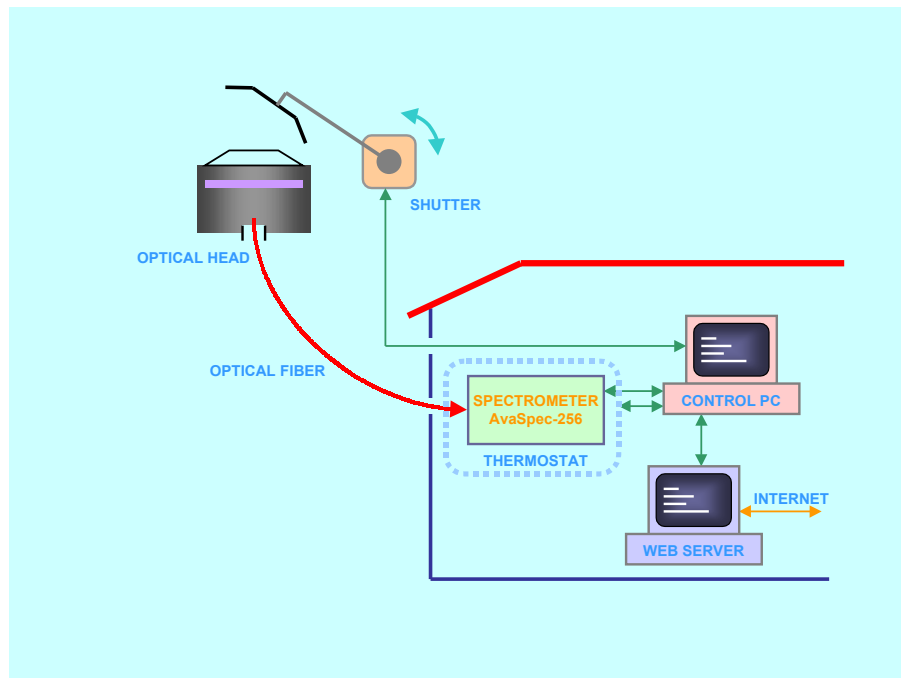 SHUTTER
OPTICAL HEAD
OPTICAL FIBER
SPECTROMETER
AvaSpec-256
THERMOSTAT
CONTROL PC
INTERNET
WEB SERVER